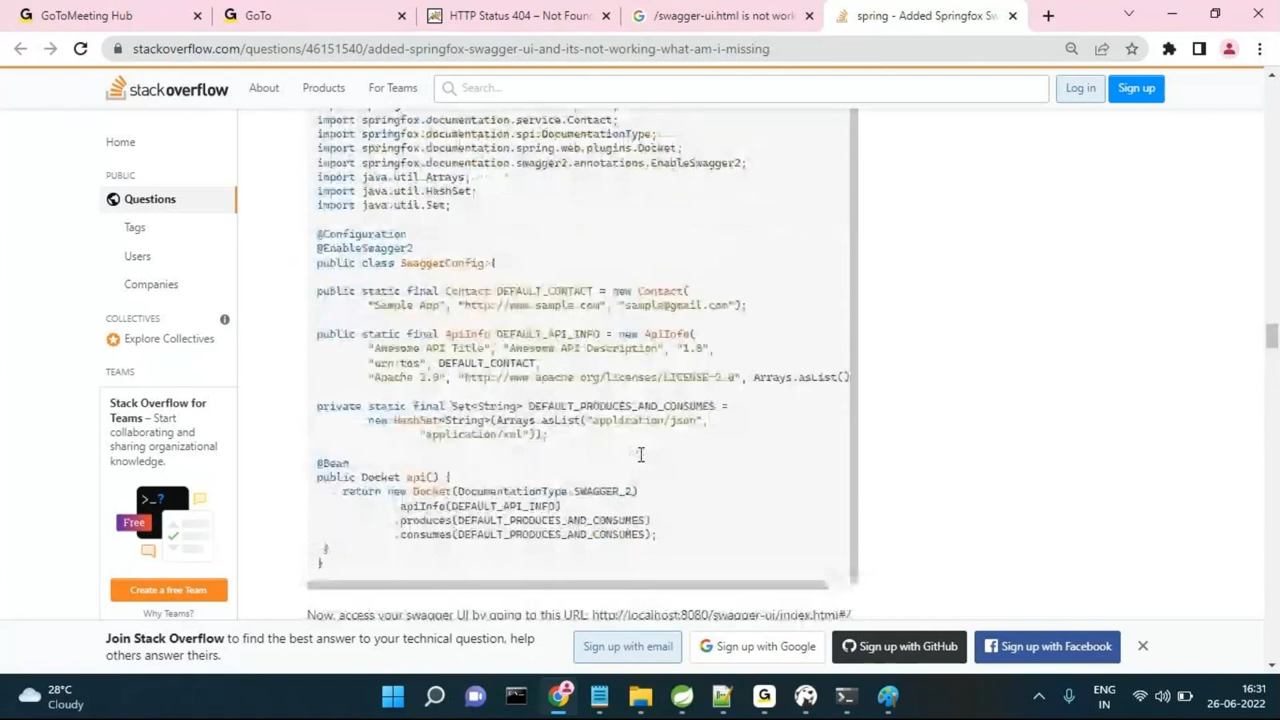 GoToMeeting Hub
GoTo
HTTP Status 404 – Not Foun
/swagger-ui.html is not work
spring - Added Springfox Sw
stackoverflow.com/questions/46151540/added-springfox-swagger-ui-and-its-not-working-what-am-i-missing
stackoverflow
About
Products
For Teams
Search...
Log in
Sign up
Home
PUBLIC
Questions
Tags
Users
Companies
COLLECTIVES
Explore Collectives
TEAMS
Stack Overflow for
Teams – Start
collaborating and
sharing organizational
knowledge.
>_?
Free
Create a free Team
Why Teams?
import springfox.documentation.service.Contact;
import springfox.documentation.spi.DocumentationType;
import springfox.documentation.spring.web.plugins.Docket;
import springfox.documentation.swagger2.annotations.EnableSwagger2;
import java.util.Arrays;
import java.util.HashSet;
import java.util.Set;
@Configuration
@EnableSwagger2
public class SwaggerConfig {
public static final Contact DEFAULT_CONTACT = new Contact(
"Sample App", "http://www.sample.com", "sample@gmail.com");
public static final ApiInfo DEFAULT_API_INFO = new ApiInfo(
"Awesome API Title", "Awesome API Description", "1.0",
"urn:tos", DEFAULT_CONTACT,
"Apache 2.0", "http://www.apache.org/licenses/LICENSE-2.0", Arrays.asList()
private static final Set<String> DEFAULT_PRODUCES_AND_CONSUMES =
new HashSet<String>(Arrays.asList("application/json",
"application/xml"));
@Bean
public Docket api() {
return new Docket(DocumentationType.SWAGGER_2)
.apiInfo(DEFAULT_API_INFO)
.produces(DEFAULT_PRODUCES_AND_CONSUMES)
.consumes(DEFAULT_PRODUCES_AND_CONSUMES);
}
}
Now, access your swagger UI by going to this URL: http://localhost:8080/swagger-ui/index.html#/
Join Stack Overflow to find the best answer to your technical question, help
others answer theirs.
Sign up with email
Sign up with Google
Sign up with GitHub
Sign up with Facebook
28°C
Cloudy
ENG
IN
16:31
26-06-2022